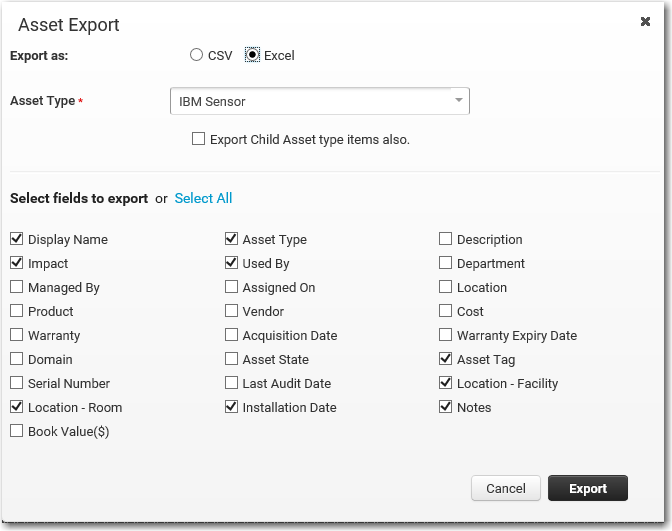 Asset Export
Export as: CSV Excel
Asset Type * IBM Sensor
Export Child Asset type items also.
Select fields to export or Select All
Display Name Asset Type Description
Impact Used By Department
Managed By Assigned On Location
Product Vendor Cost
Warranty Acquisition Date Warranty Expiry Date
Domain Asset State Asset Tag
Serial Number Last Audit Date Location - Facility
Location - Room Installation Date Notes
Book Value($)
Cancel Export